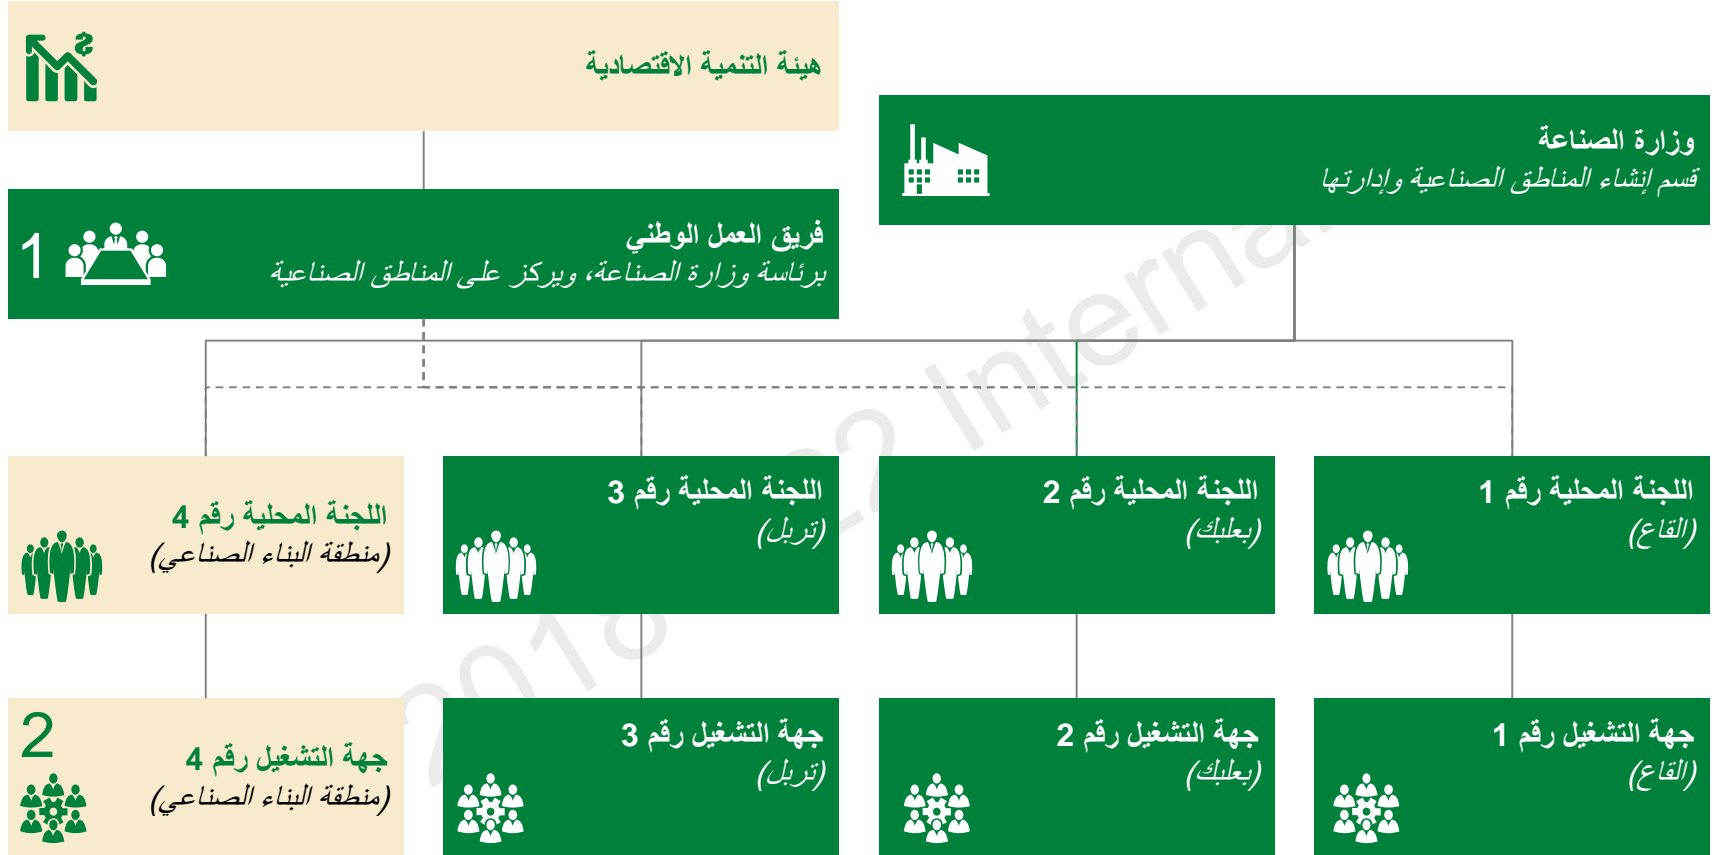 هيئة التنمية الاقتصادية
وزارة الصناعة
قسم إنشاء المناطق الصناعية وإدارتها
1
فريق العمل الوطني
برئاسة وزارة الصناعة، ويركز على المناطق الصناعية
اللجنة المحلية رقم 1
(القاع)
اللجنة المحلية رقم 2
(بعلبك)
اللجنة المحلية رقم 3
(تربل)
اللجنة المحلية رقم 4
(منطقة البناء الصناعي)
جهة التشغيل رقم 1
(القاع)
جهة التشغيل رقم 2
(بعلبك)
جهة التشغيل رقم 3
(تربل)
2
جهة التشغيل رقم 4
(منطقة البناء الصناعي)